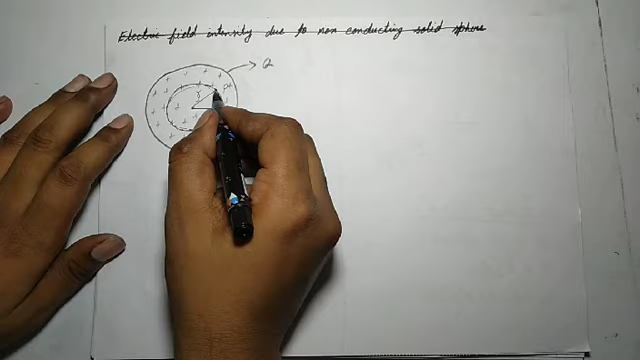 Electric field intensity due to non conducting solid sphere
Q
r